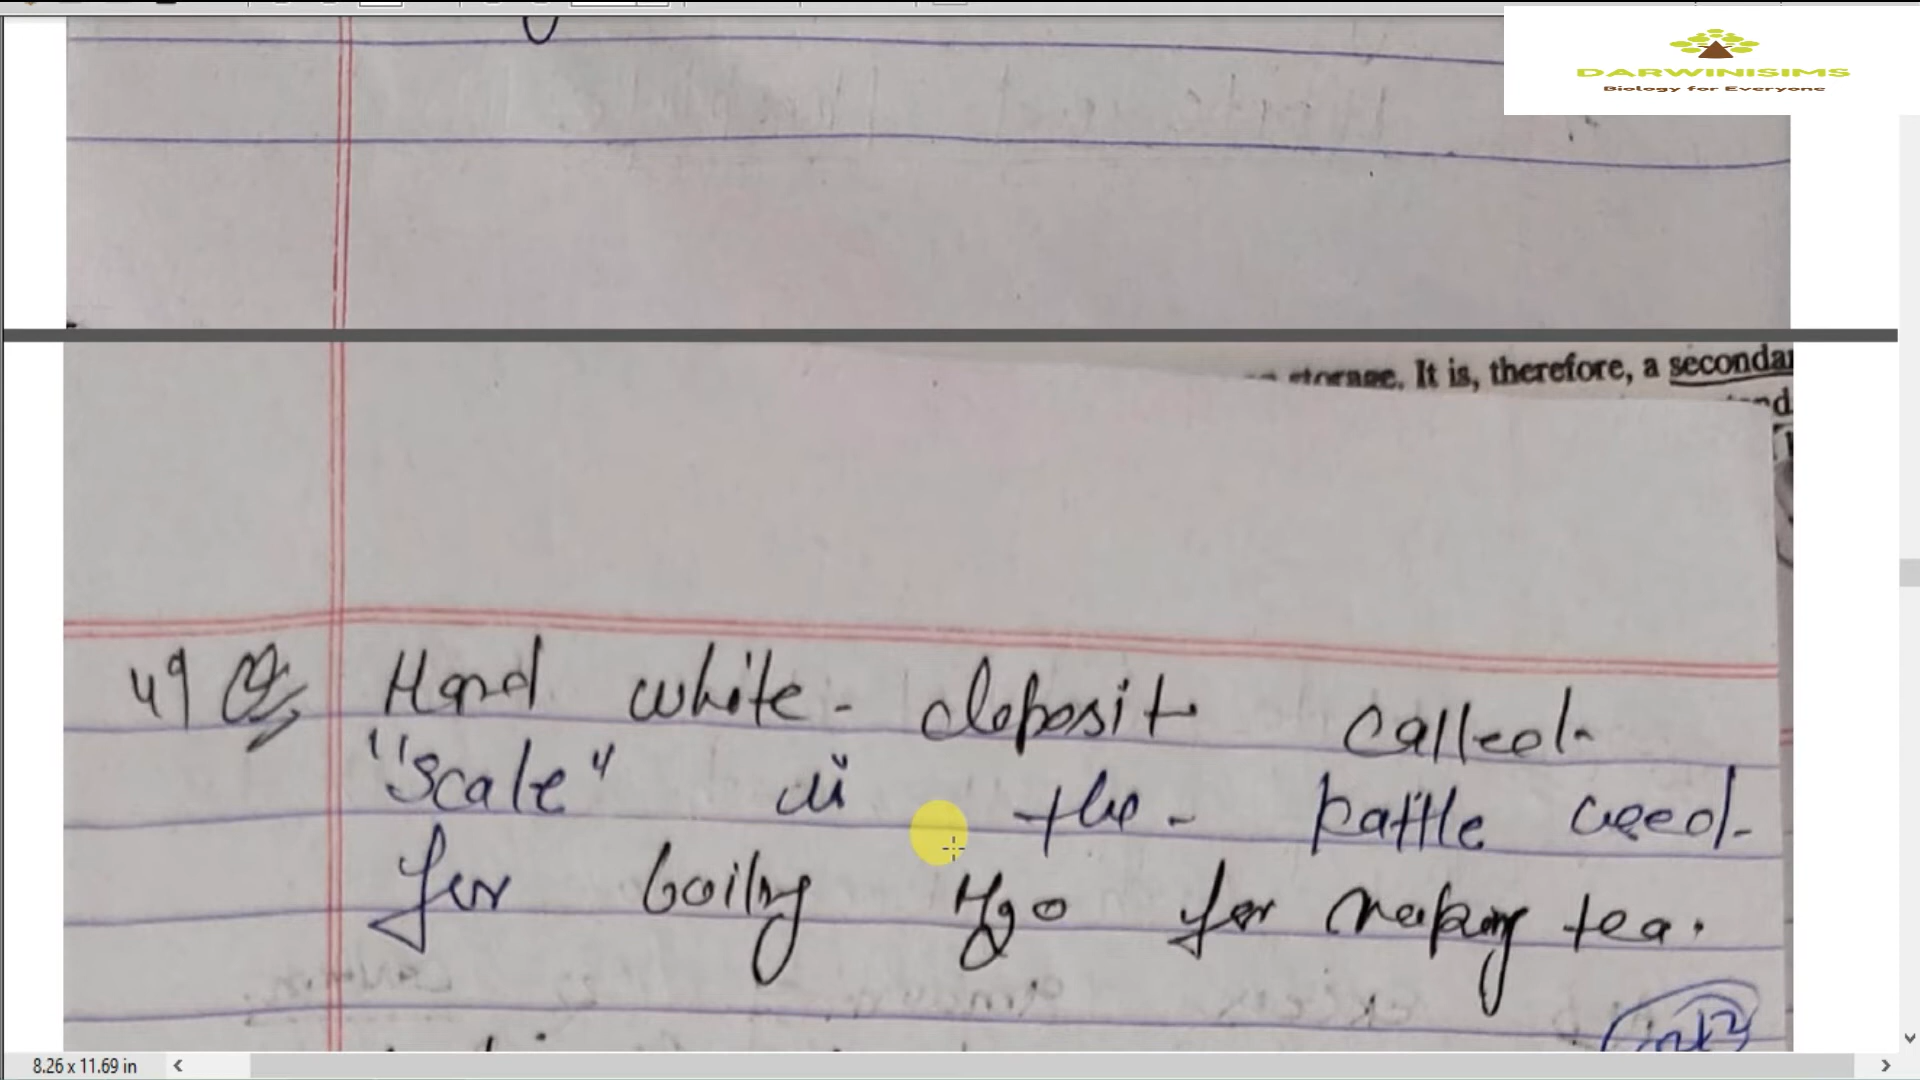 DARWINISIMS
Biology for Everyone
storage. It is, therefore, a secondar
49 Q Hard white - deposit called-
"Scale" in the - kattle used-
for boiling H2O for making tea.
8.26 x 11.69 in